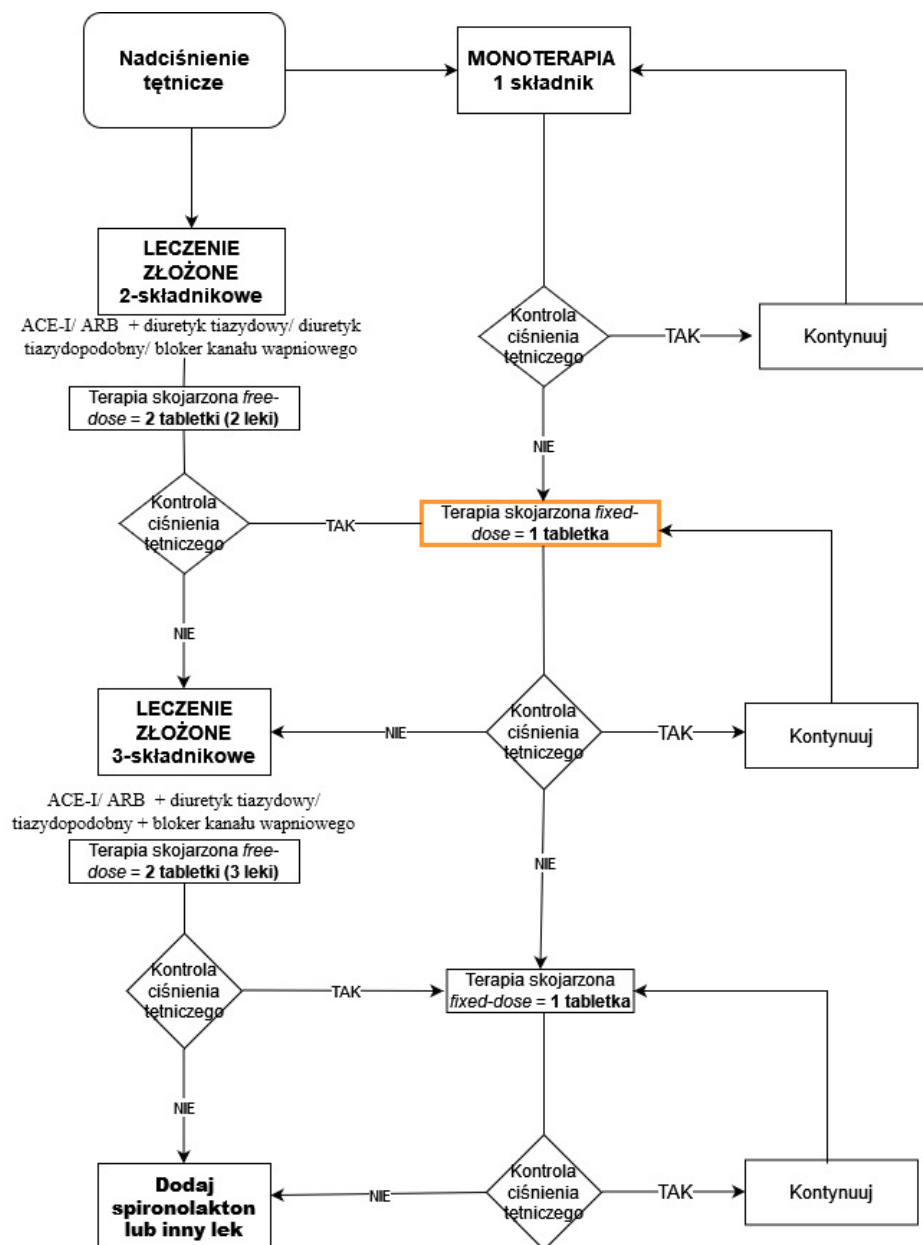 Nadciśnienie
tętnicze
MONOTERAPIA
1 składnik
LECZENIE
ZŁOŻONE
2-składnikowe
ACE-I/ ARB + diuretyk tiazydowy/ diuretyk
tiazydopodobny/ bloker kanału wapniowego
Kontrola
ciśnienia
tętniczego
TAK
Kontynuuj
Terapia skojarzona free-
dose = 2 tabletki (2 leki)
NIE
Kontrola
ciśnienia
tętniczego
TAK
Terapia skojarzona fixed-
dose = 1 tabletka
NIE
LECZENIE
ZŁOŻONE
3-składnikowe
NIE
Kontrola
ciśnienia
tętniczego
TAK
Kontynuuj
ACE-I/ ARB + diuretyk tiazydowy/
tiazydopodobny + bloker kanału wapniowego
Terapia skojarzona free-
dose = 2 tabletki (3 leki)
NIE
Kontrola
ciśnienia
tętniczego
TAK
Terapia skojarzona
fixed-dose = 1 tabletka
NIE
Dodaj
spironolakton
lub inny lek
NIE
Kontrola
ciśnienia
tętniczego
TAK
Kontynuuj